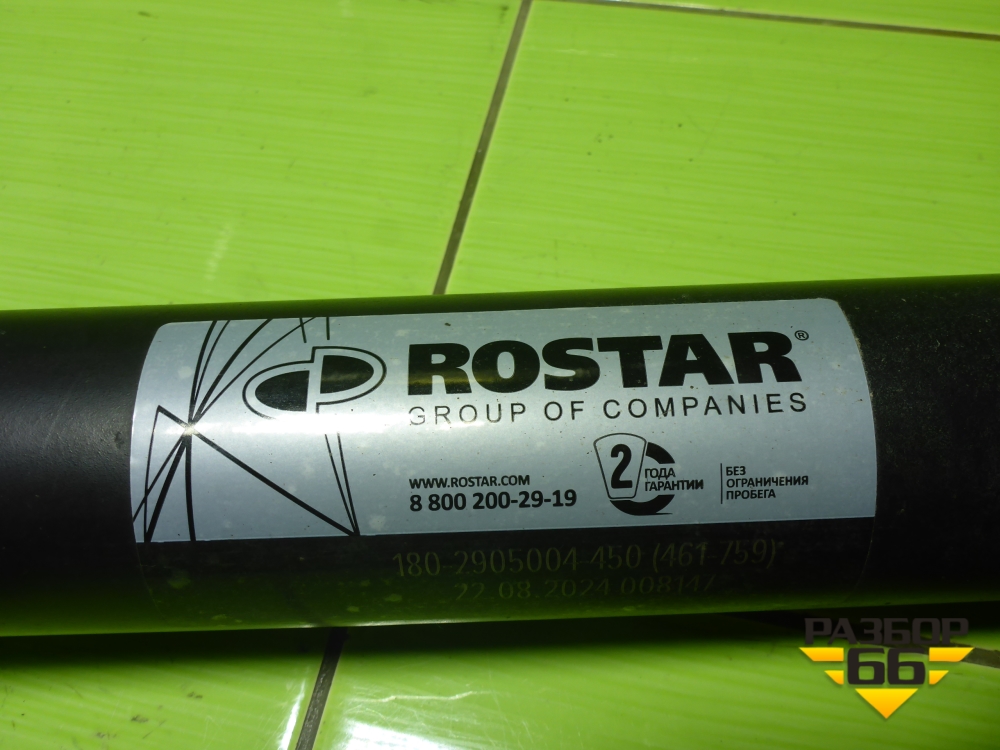 ROSTAR®
GROUP OF COMPANIES
WWW.ROSTAR.COM
8 800 200-29-19
2 ГОДА
ГАРАНТИИ
БЕЗ
ОГРАНИЧЕНИЯ
ПРОБЕГА
180-2905004-450 (461-759)
22.08.2024 008147
РАЗБОР
66